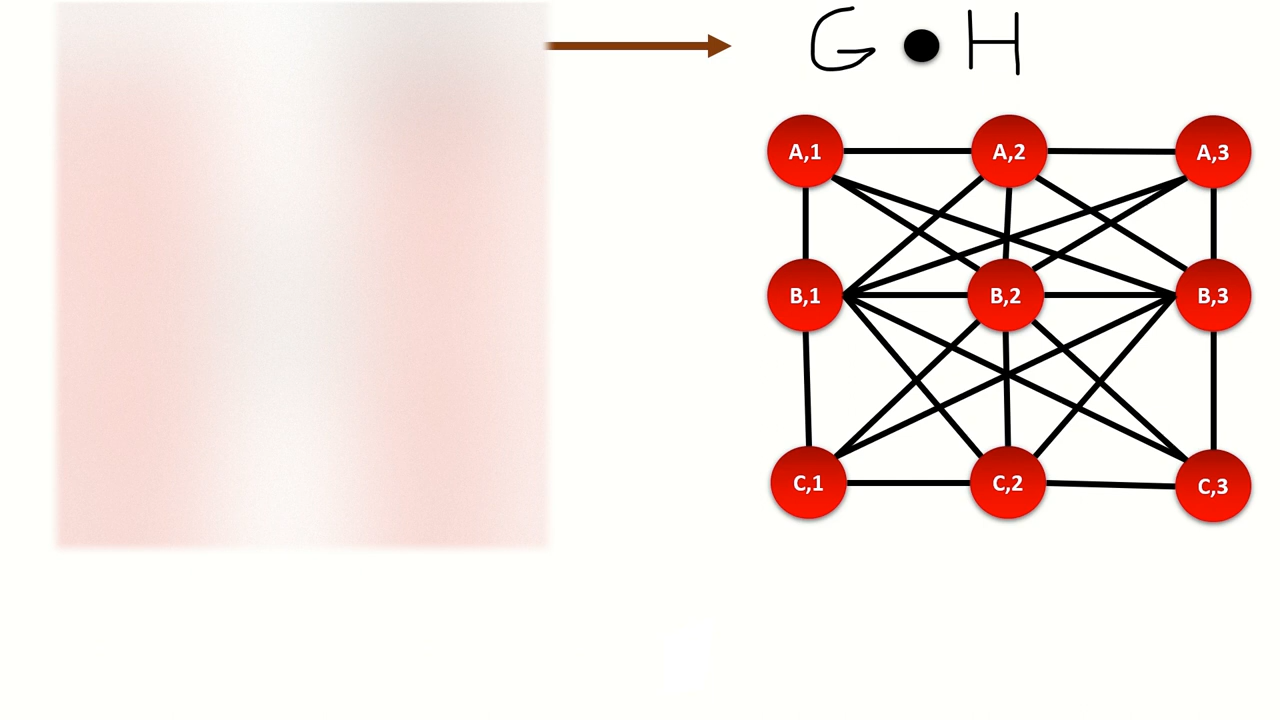 G ● H
A,1 A,2 A,3
B,1 B,2 B,3
C,1 C,2 C,3